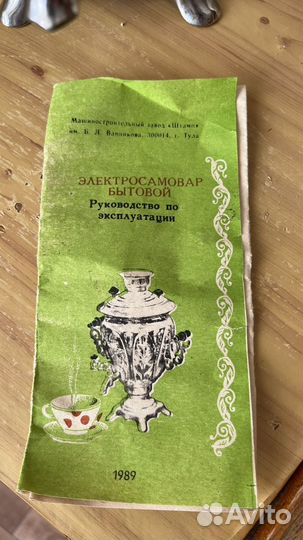 Машиностроительный завод «Штамп»
им. Б. Л. Ванникова, 300014, г. Тула
ЭЛЕКТРОСАМОВАР
БЫТОВОЙ
Руководство по
эксплуатации
1989
Avito